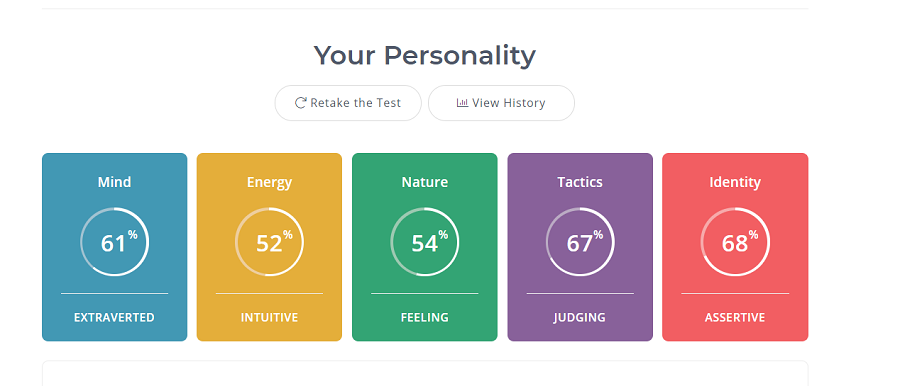 Your Personality
Retake the Test
View History
Mind
61%
EXTRAVERTED
Energy
52%
INTUITIVE
Nature
54%
FEELING
Tactics
67%
JUDGING
Identity
68%
ASSERTIVE